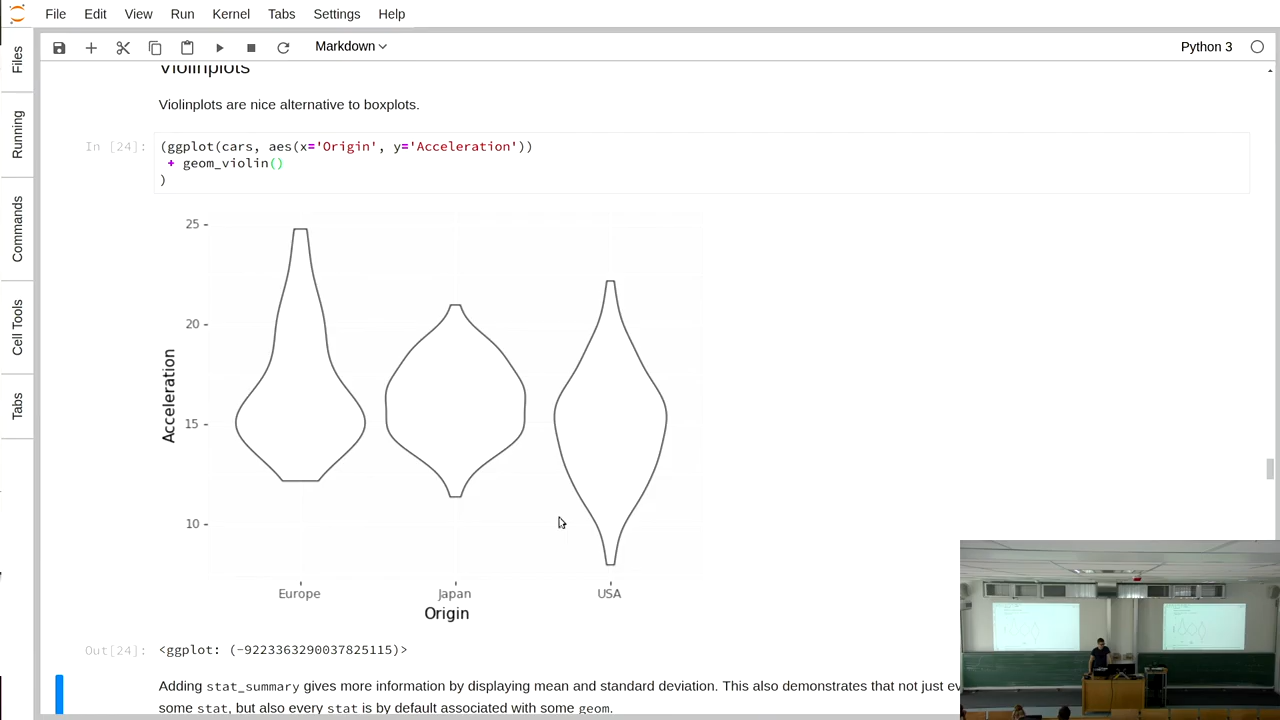 File Edit View Run Kernel Tabs Settings Help
Markdown Python 3
Files
Running
Commands
Cell Tools
Tabs
Violinplots
Violinplots are nice alternative to boxplots.
In [24]: (ggplot(cars, aes(x='Origin', y='Acceleration'))
+ geom_violin()
)
25
20
15
10
Acceleration
Europe Japan USA
Origin
Out[24]: <ggplot: (-9223363290037825115)>
Adding stat_summary gives more information by displaying mean and standard deviation. This also demonstrates that not just
some stat, but also every stat is by default associated with some geom.